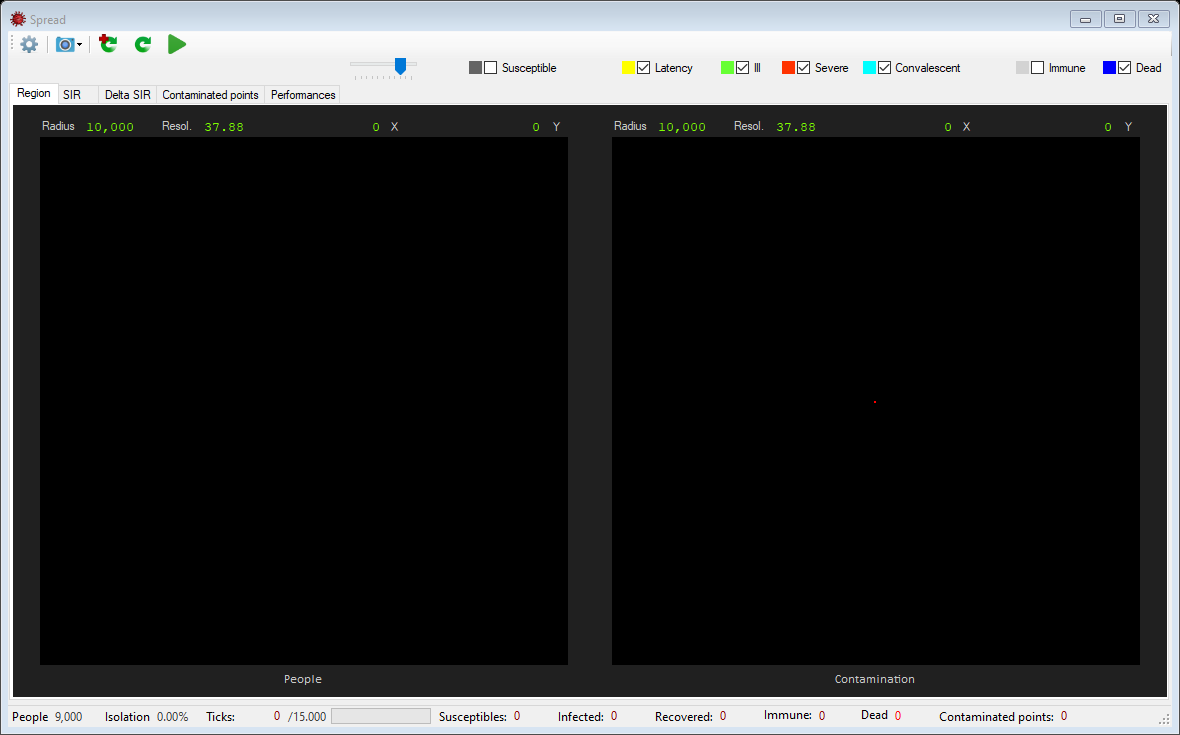 Spread
Susceptible Latency Ill Severe Convalescent Immune Dead
Region SIR Delta SIR Contaminated points Performances
Radius 10,000 Resol. 37.88 0 X 0 Y Radius 10,000 Resol. 37.88 0 X 0 Y
People Contamination
People 9,000 Isolation 0.00% Ticks: 0 /15.000 Susceptibles: 0 Infected: 0 Recovered: 0 Immune: 0 Dead 0 Contaminated points: 0